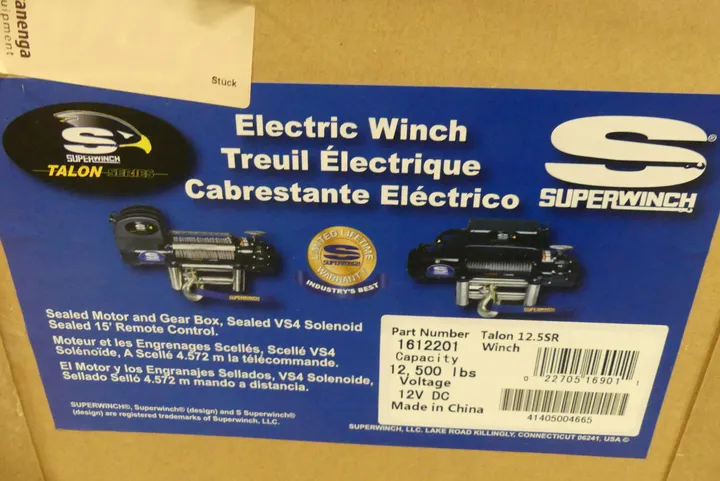 anenga
uipment
Stück
SUPERWINCH
TALON SERIES
Electric Winch
Treuil Électrique
Cabrestante Eléctrico
S
SUPERWINCH
LIMITED LIFETIME
SUPERWINCH
WARRANTY
INDUSTRY'S BEST
SUPERWINCH
SUPERWINCH
Sealed Motor and Gear Box, Sealed VS4 Solenoid
Sealed 15' Remote Control.
Moteur et les Engrenages Scellés, Scellé VS4
Solénoïde, A Scellé 4.572 m la télécommande.
El Motor y los Engranajes Sellados, VS4 Solenoide,
Sellado Selló 4.572 m mando a distancia.
SUPERWINCH®, Superwinch® (design) and S Superwinch®
(design) are registered trademarks of Superwinch, LLC.
Part Number Talon 12.5SR
1612201 Winch
Capacity
12,500 lbs
Voltage
12V DC
Made in China
0 22705 16901 1
41405004665
SUPERWINCH, LLC. LAKE ROAD KILLINGLY, CONNECTICUT 06241, USA ©